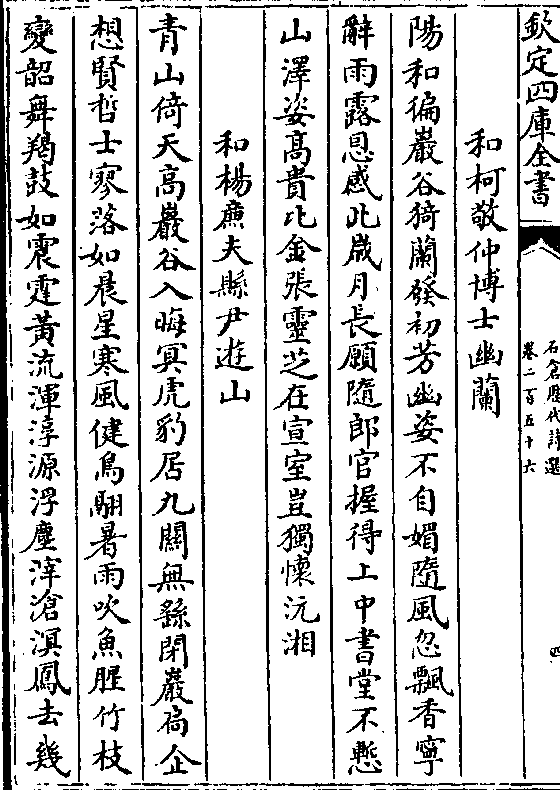 欽定四庫全書
石倉歷代詩選
卷二百五十六
四
和柯敬仲博士幽蘭
陽和徧巖谷猗蘭發初芳幽姿不自媚隨風忽飄香寧
辭雨露恩感此歲月長願隨郎官握得上中書堂不慙
山澤姿高貴比金張靈芝在宣室豈獨懷沅湘
和楊㢘夫縣尹遊山
青山倚天高巖谷入晦冥虎豹居九闗無繇閉巖扃企
想賢哲士寥落如晨星寒風健馬駉暑雨吹魚腥竹枝
變韶舞羯鼓如震霆黃流渾淳源浮塵滓滄溟鳳去幾